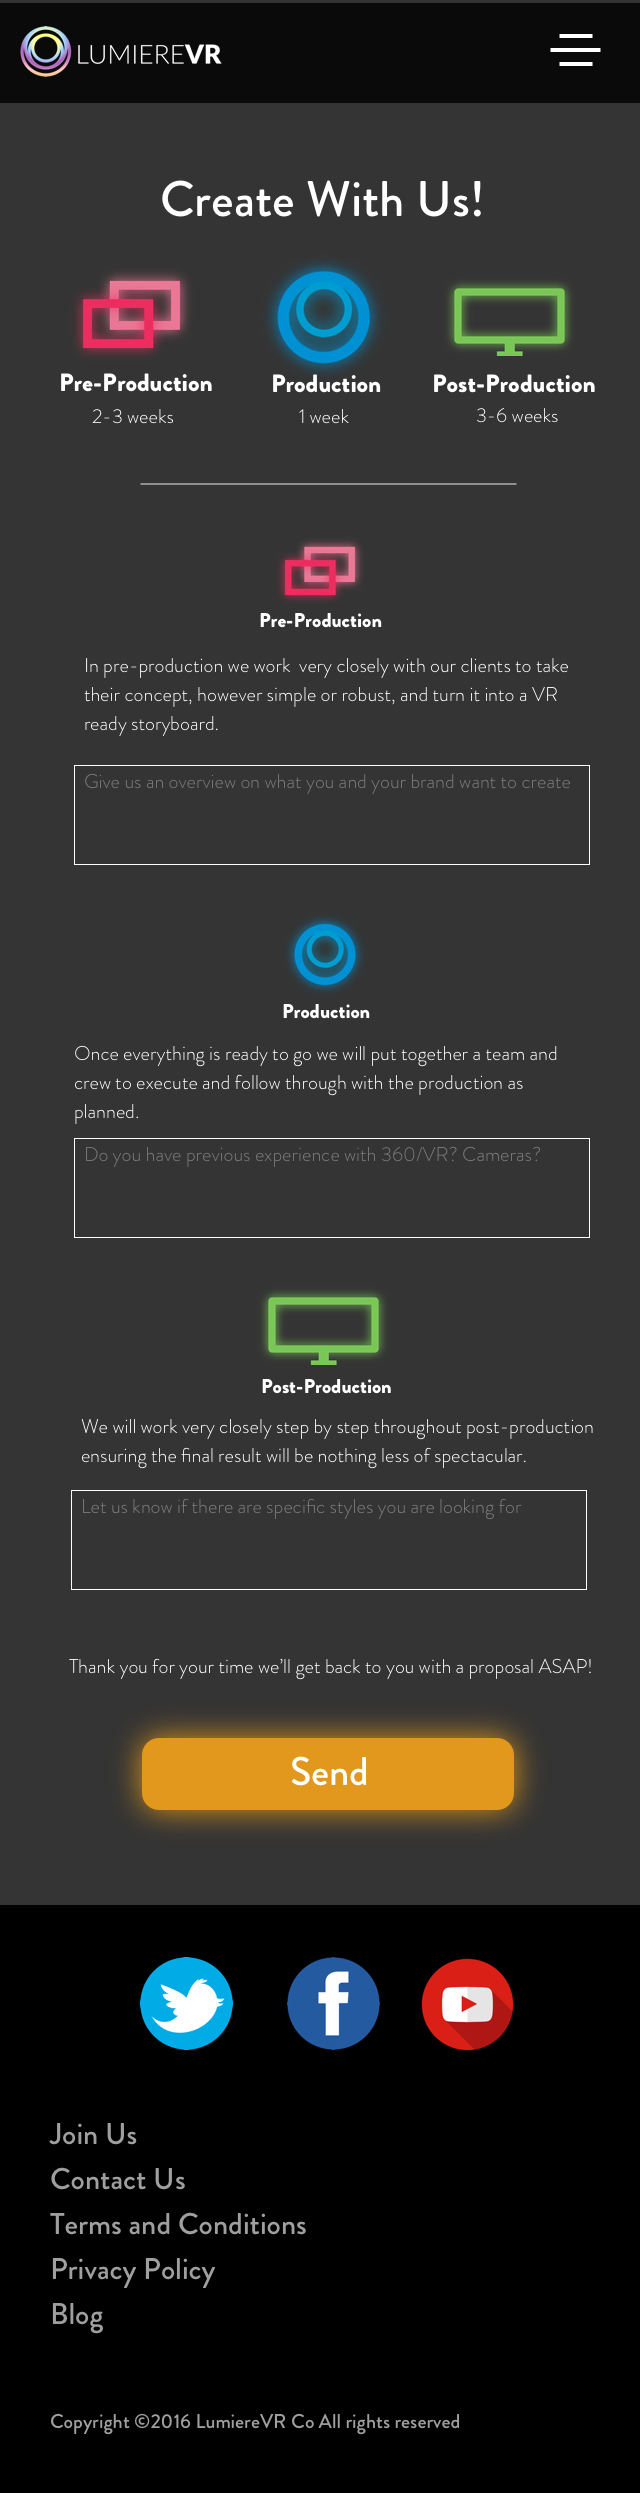 LUMIEREVR
Create With Us!
Pre-Production
2-3 weeks
Production
1 week
Post-Production
3-6 weeks
Pre-Production
In pre-production we work very closely with our clients to take
their concept, however simple or robust, and turn it into a VR
ready storyboard.
Give us an overview on what you and your brand want to create
Production
Once everything is ready to go we will put together a team and
crew to execute and follow through with the production as
planned.
Do you have previous experience with 360/VR? Cameras?
Post-Production
We will work very closely step by step throughout post-production
ensuring the final result will be nothing less of spectacular.
Let us know if there are specific styles you are looking for
Thank you for your time we'll get back to you with a proposal ASAP!
Send
Join Us
Contact Us
Terms and Conditions
Privacy Policy
Blog
Copyright ©2016 LumiereVR Co All rights reserved